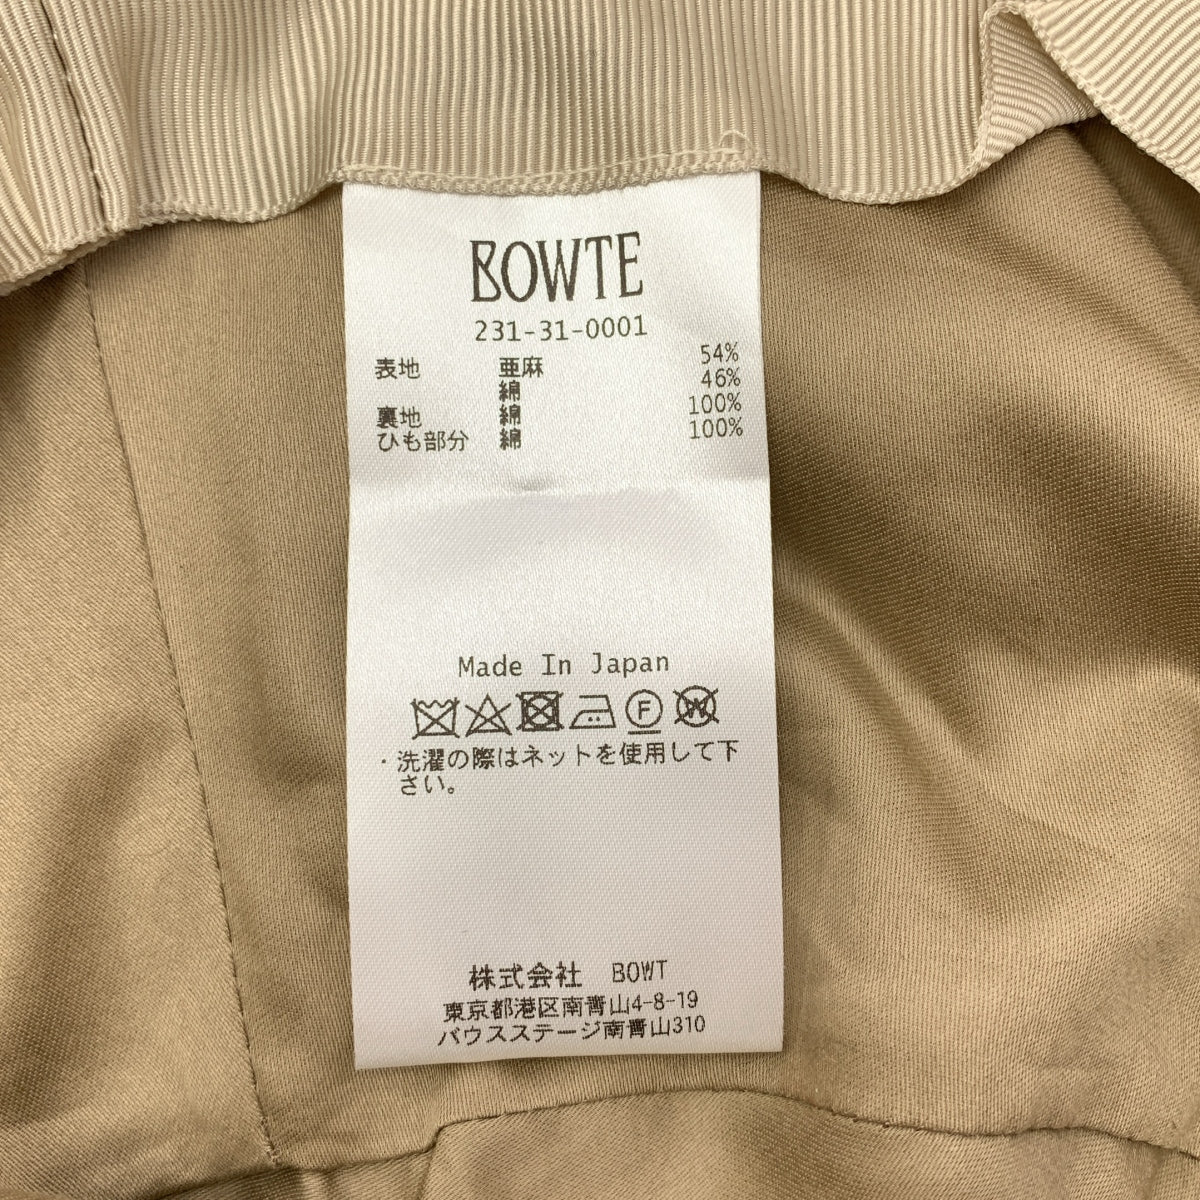 BOWTE
231-31-0001
表地 亜麻 54%
綿 46%
裏地 綿 100%
ひも部分 綿 100%
Made In Japan
F W
・洗濯の際はネットを使用して下
さい。
株式会社 BOWT
東京都港区南青山4-8-19
バウスステージ南青山310